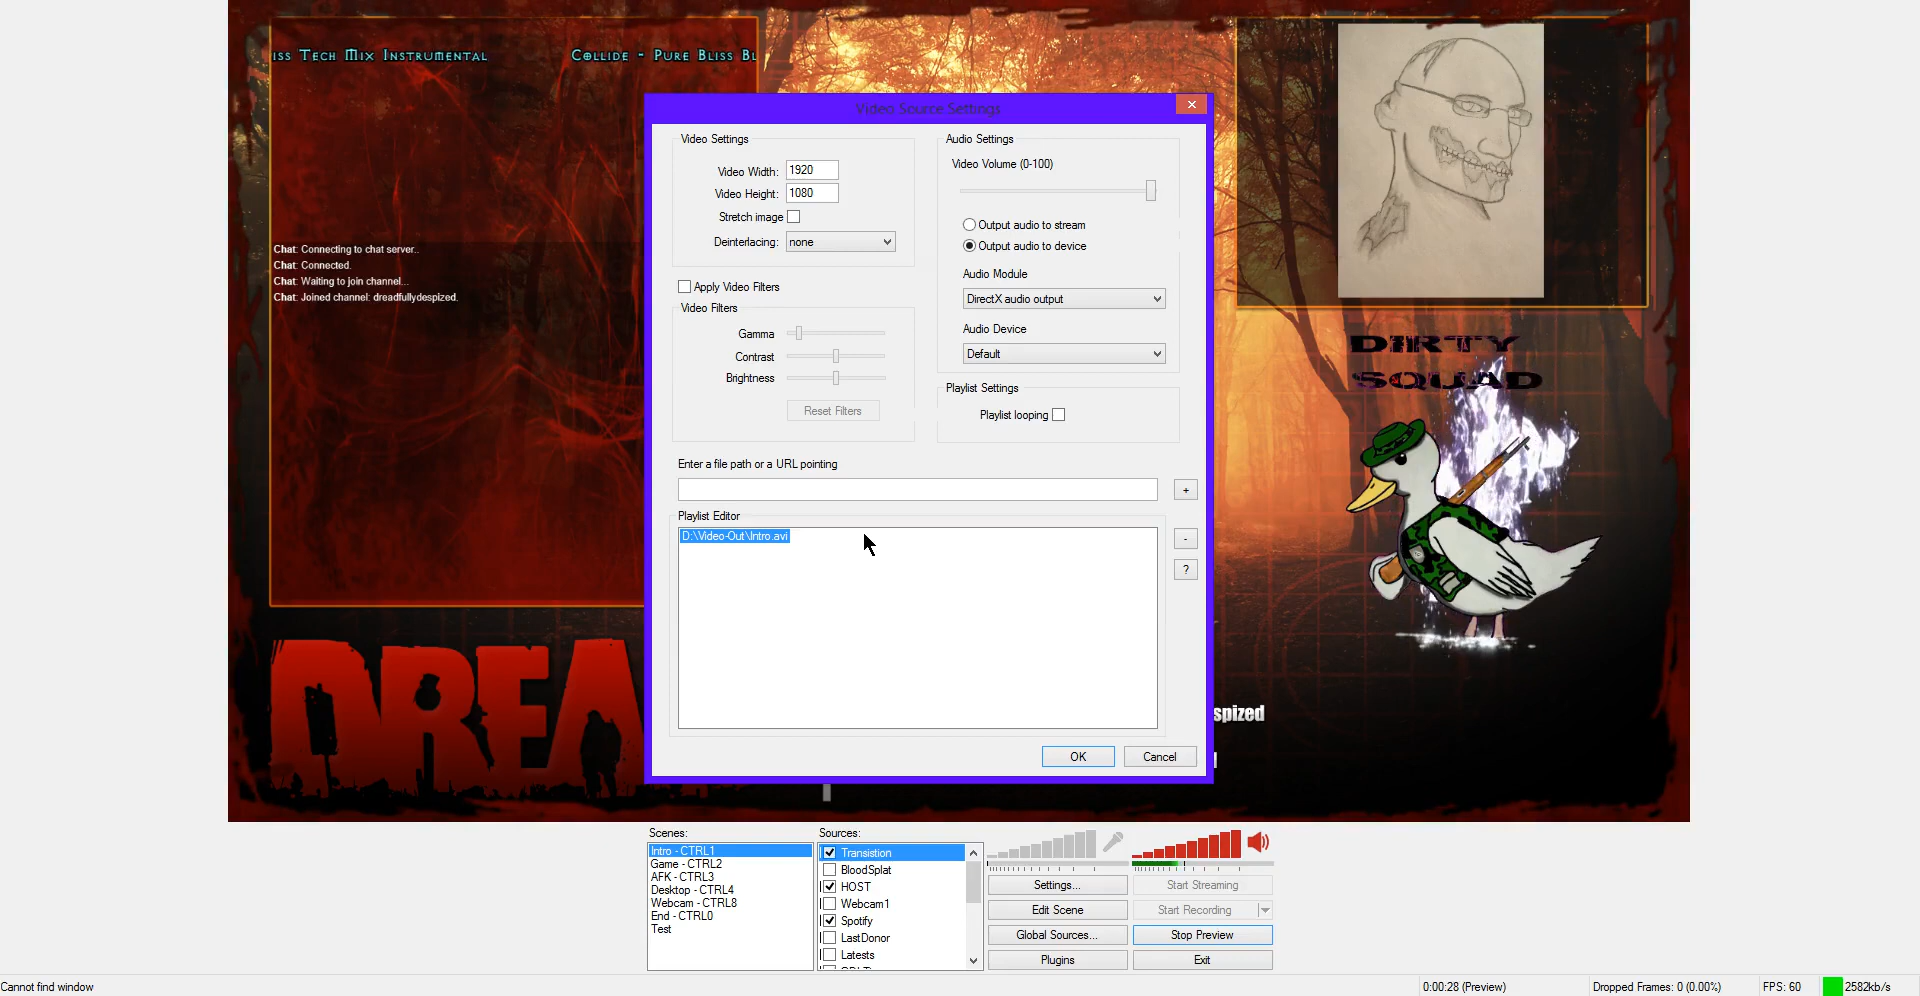 iss Tech Mix Instrumental
Collide - Pure Bliss Bl
Video Source Settings
Video Settings
Video Width: 1920
Video Height: 1080
Stretch image
Deinterlacing: none
Apply Video Filters
Video Filters
Gamma
Contrast
Brightness
Reset Filters
Audio Settings
Video Volume (0-100)
Output audio to stream
Output audio to device
Audio Module
DirectX audio output
Audio Device
Default
Playlist Settings
Playlist looping
Enter a file path or a URL pointing
+
Playlist Editor
D:\Video-Out\Intro.avi
-
?
OK
Cancel
Chat: Connecting to chat server..
Chat: Connected.
Chat: Waiting to join channel...
Chat: Joined channel: dreadfullydespized.
DIRTY
SQUAD
DREA
spized
Scenes:
Intro - CTRL1
Game - CTRL2
AFK - CTRL3
Desktop - CTRL4
Webcam - CTRL8
End - CTRL0
Test
Sources:
Transistion
BloodSplat
HOST
Webcam1
Spotify
LastDonor
Latests
Settings...
Start Streaming
Edit Scene
Start Recording
Global Sources...
Stop Preview
Plugins
Exit
Cannot find window
0:00:28 (Preview)
Dropped Frames: 0 (0.00%)
FPS: 60
2582kb/s